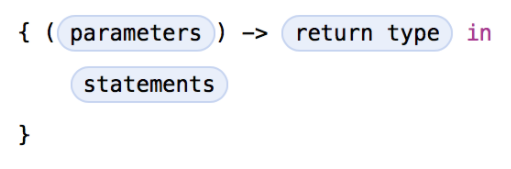 { (parameters) -> return type in
statements
}